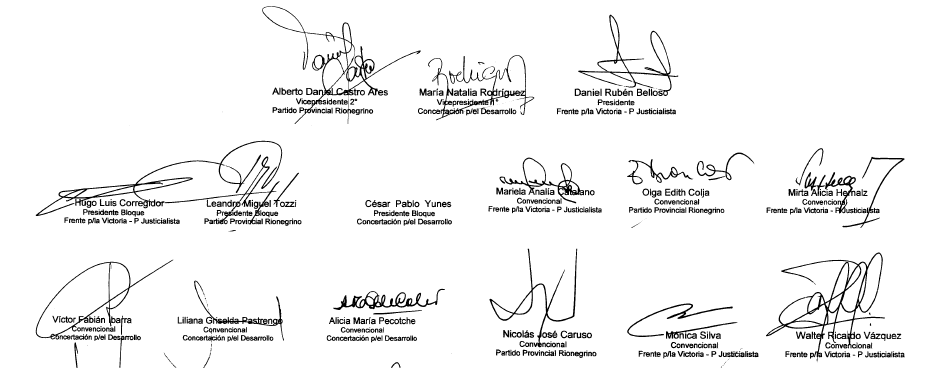 Alberto Daniel Castro Ares
Vicepresidente 2°
Partido Provincial Rionegrino
Rodríguez
María Natalia Rodríguez
Vicepresidente 1°
Concertación p/el Desarrollo
Daniel Rubén Belloso
Presidente
Frente p/la Victoria - P Justicialista
Hugo Luis Corregidor
Presidente Bloque
Frente p/la Victoria - P Justicialista
Leandro Miguel Tozzi
Presidente Bloque
Partido Provincial Rionegrino
César Pablo Yunes
Presidente Bloque
Concertación p/el Desarrollo
Mariela Analía Catalano
Convencional
Frente p/la Victoria - P Justicialista
Olga Edith Colja
Convencional
Partido Provincial Rionegrino
Mirta Alicia Hernaiz
Convencional
Frente p/la Victoria - P Justicialista
Víctor Fabián Ibarra
Convencional
Concertación p/el Desarrollo
Liliana Griselda Pastrengo
Convencional
Concertación p/el Desarrollo
Alicia María Pecotche
Convencional
Concertación p/el Desarrollo
Nicolás José Caruso
Convencional
Partido Provincial Rionegrino
Mónica Silva
Convencional
Frente p/la Victoria - P Justicialista
Walter Ricardo Vázquez
Convencional
Frente p/la Victoria - P Justicialista